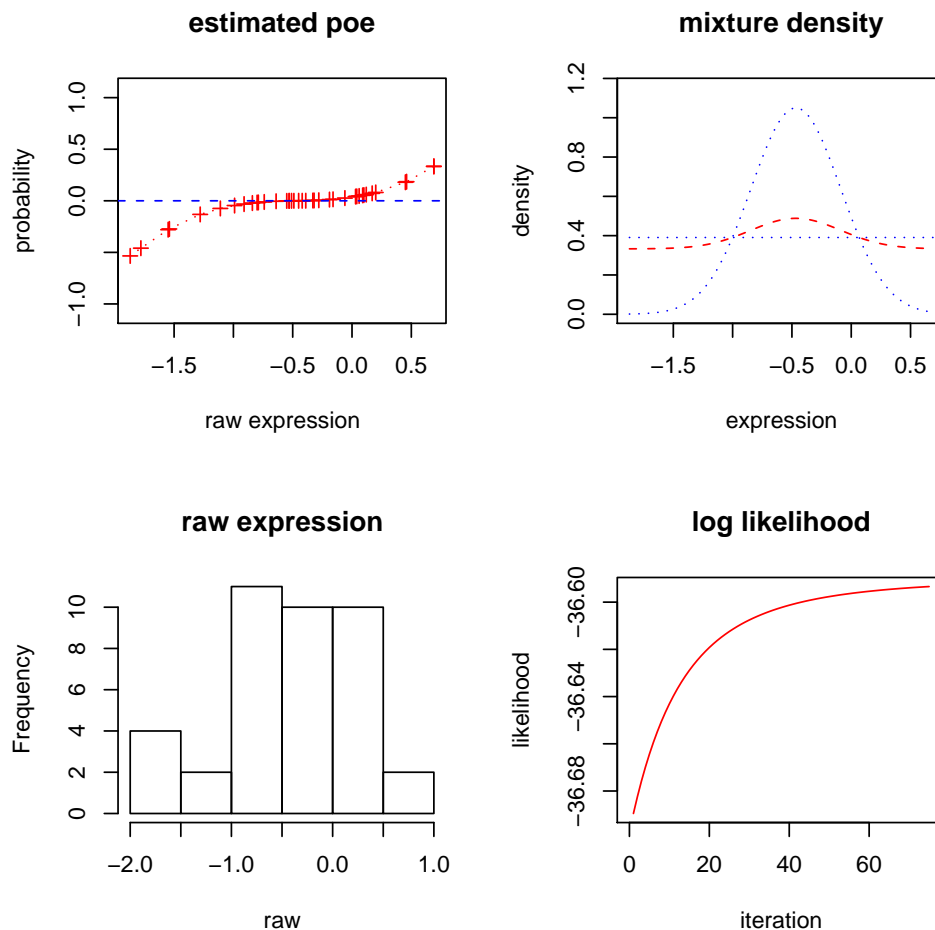 estimated poe
probability
1.0
0.5
0.0
−1.0
−1.5
−0.5
0.0
0.5
raw expression
mixture density
density
1.2
0.8
0.4
0.0
−1.5
−0.5
0.0
0.5
expression
raw expression
Frequency
10
8
6
4
2
0
−2.0
−1.0
0.0
1.0
raw
log likelihood
likelihood
−36.60
−36.64
−36.68
0
20
40
60
iteration